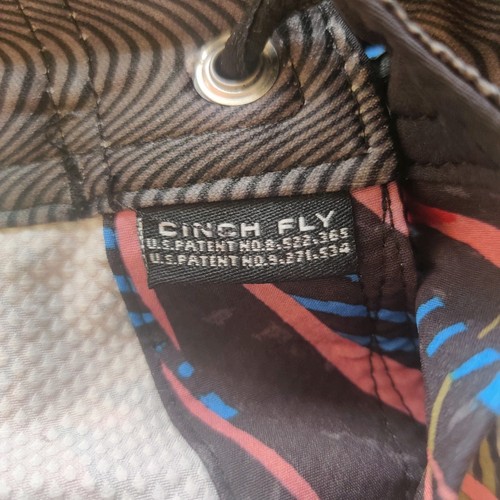 CINCH FLY
U.S.PATENT NO.8.522.365
U.S.PATENT NO.9.271.534